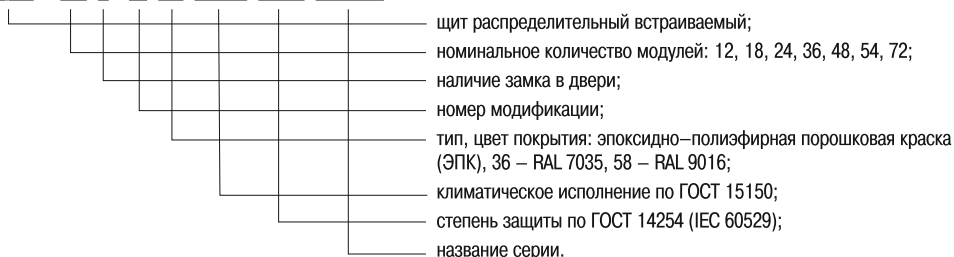 щит распределительный встраиваемый;
номинальное количество модулей: 12, 18, 24, 36, 48, 54, 72;
наличие замка в двери;
номер модификации;
тип, цвет покрытия: эпоксидно–полиэфирная порошковая краска
(ЭПК), 36 – RAL 7035, 58 – RAL 9016;
климатическое исполнение по ГОСТ 15150;
степень защиты по ГОСТ 14254 (IEC 60529);
название серии.